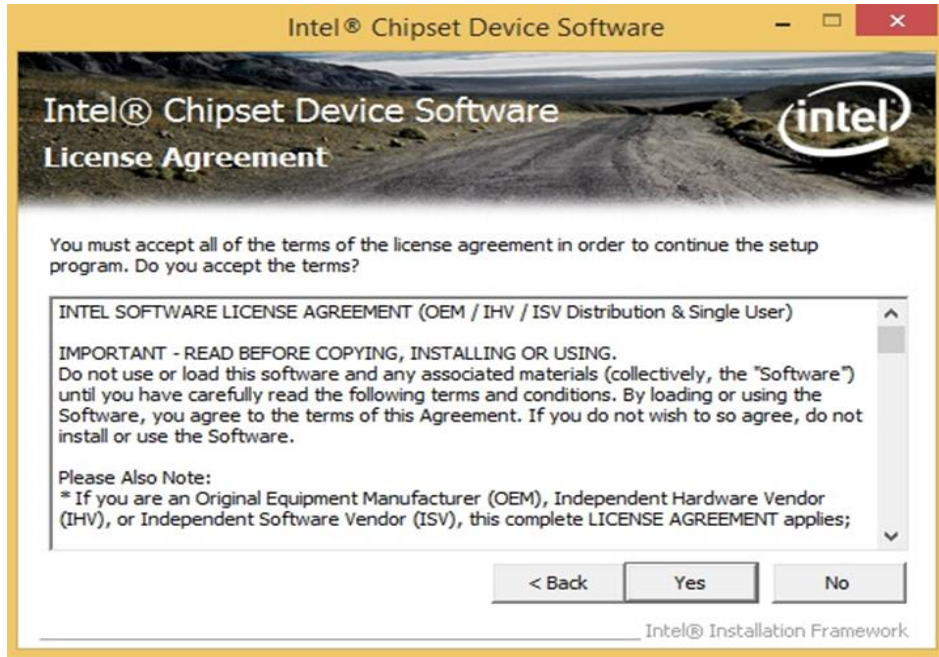 Intel® Chipset Device Software
Intel® Chipset Device Software
intel
License Agreement
You must accept all of the terms of the license agreement in order to continue the setup
program. Do you accept the terms?
INTEL SOFTWARE LICENSE AGREEMENT (OEM / IHV / ISV Distribution & Single User)
IMPORTANT - READ BEFORE COPYING, INSTALLING OR USING.
Do not use or load this software and any associated materials (collectively, the "Software")
until you have carefully read the following terms and conditions. By loading or using the
Software, you agree to the terms of this Agreement. If you do not wish to so agree, do not
install or use the Software.
Please Also Note:
* If you are an Original Equipment Manufacturer (OEM), Independent Hardware Vendor
(IHV), or Independent Software Vendor (ISV), this complete LICENSE AGREEMENT applies;
< Back
Yes
No
Intel® Installation Framework